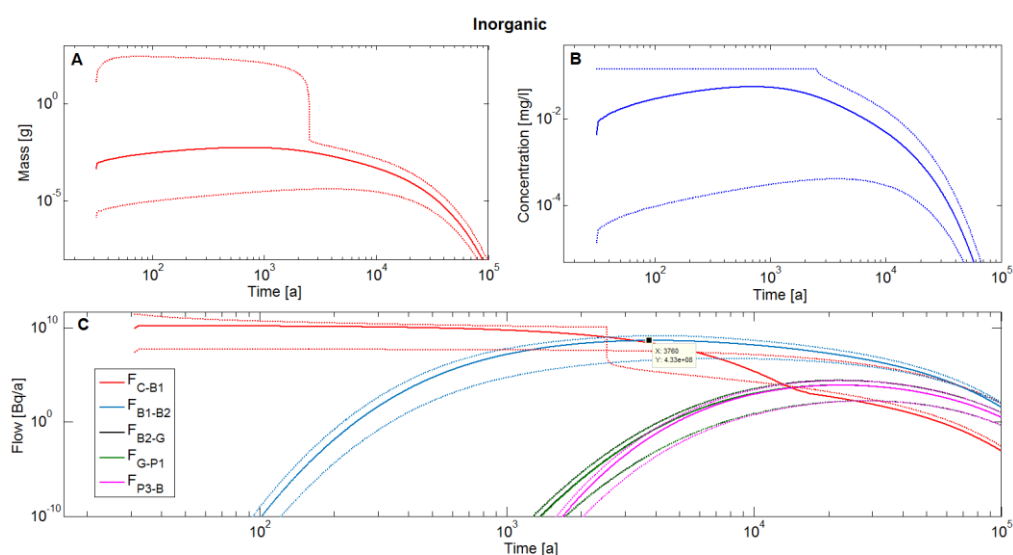 Inorganic
A
Mass [g]
10^0
10^-5
10^2
10^3
10^4
10^5
Time [a]
B
Concentration [mg/l]
10^-2
10^-4
10^2
10^3
10^4
10^5
Time [a]
C
Flow [Bq/a]
10^10
10^0
10^-10
X: 3760
Y: 4.33e+08
F_C-B1
F_B1-B2
F_B2-G
F_G-P1
F_P3-B
10^2
10^3
10^4
10^5
Time [a]